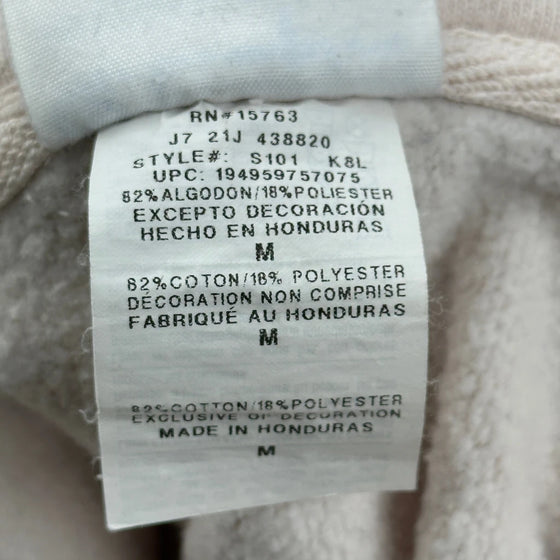 RN#15763
J7 21J 438820
STYLE#: S101 K8L
UPC: 194959757075
82%ALGODON/18%POLIESTER
EXCEPTO DECORACIÓN
HECHO EN HONDURAS
M
82%COTON/18% POLYESTER
DÉCORATION NON COMPRISE
FABRIQUÉ AU HONDURAS
M
82%COTTON/18%POLYESTER
EXCLUSIVE OF DECORATION
MADE IN HONDURAS
M